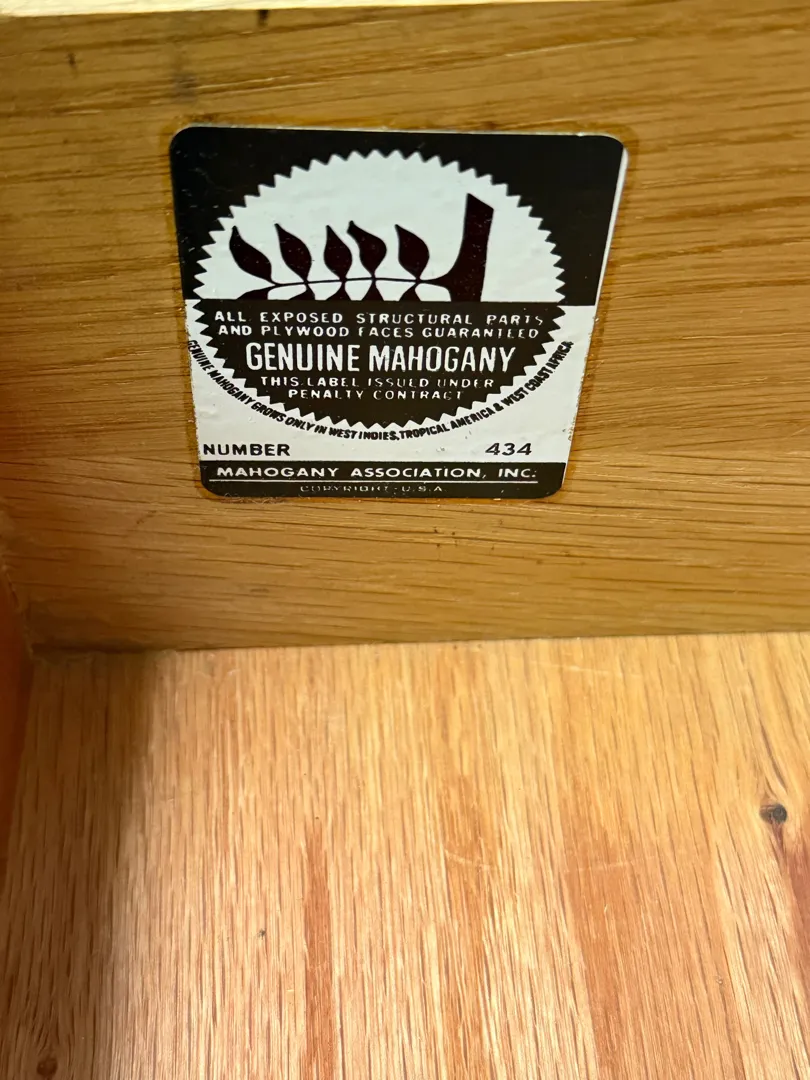 ALL EXPOSED STRUCTURAL PARTS
AND PLYWOOD FACES GUARANTEED
GENUINE MAHOGANY
THIS LABEL ISSUED UNDER
PENALTY CONTRACT
GENUINE MAHOGANY GROWS ONLY IN WEST INDIES, TROPICAL AMERICA & WEST COAST AFRICA
NUMBER 434
MAHOGANY ASSOCIATION, INC.
COPYRIGHT - U.S.A.